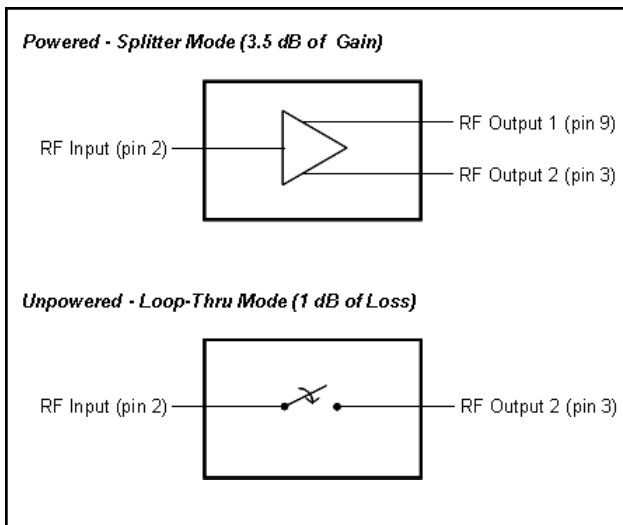 Powered - Splitter Mode (3.5 dB of Gain)
RF Input (pin 2)
RF Output 1 (pin 9)
RF Output 2 (pin 3)
Unpowered - Loop-Thru Mode (1 dB of Loss)
RF Input (pin 2)
RF Output 2 (pin 3)